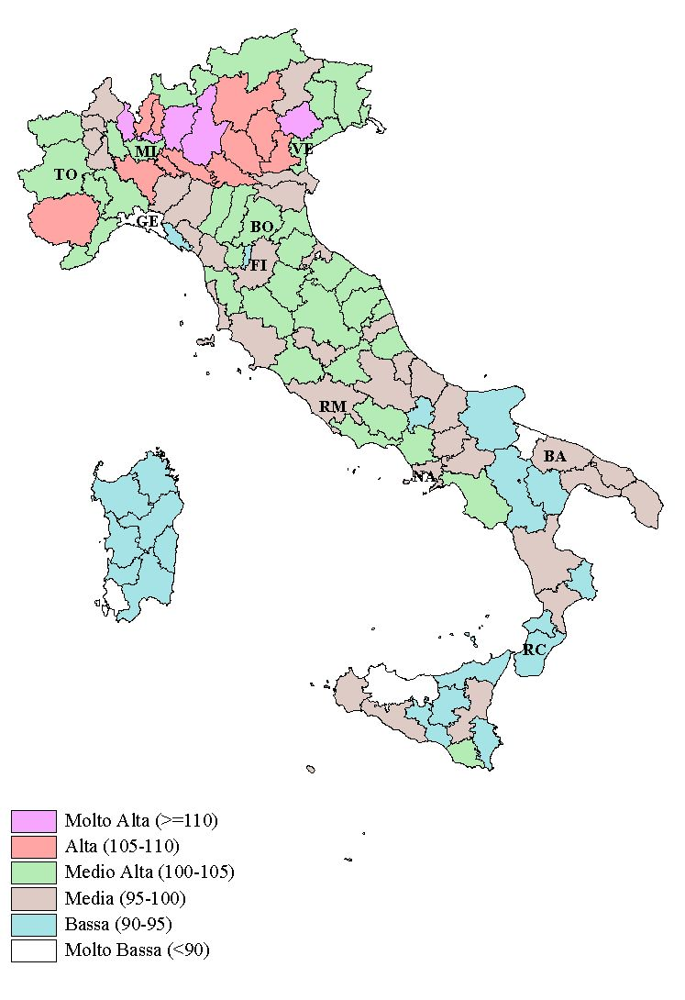 MI
VE
TO
GE
BO
FI
RM
BA
NA
RC
Molto Alta (>=110)
Alta (105-110)
Medio Alta (100-105)
Media (95-100)
Bassa (90-95)
Molto Bassa (<90)